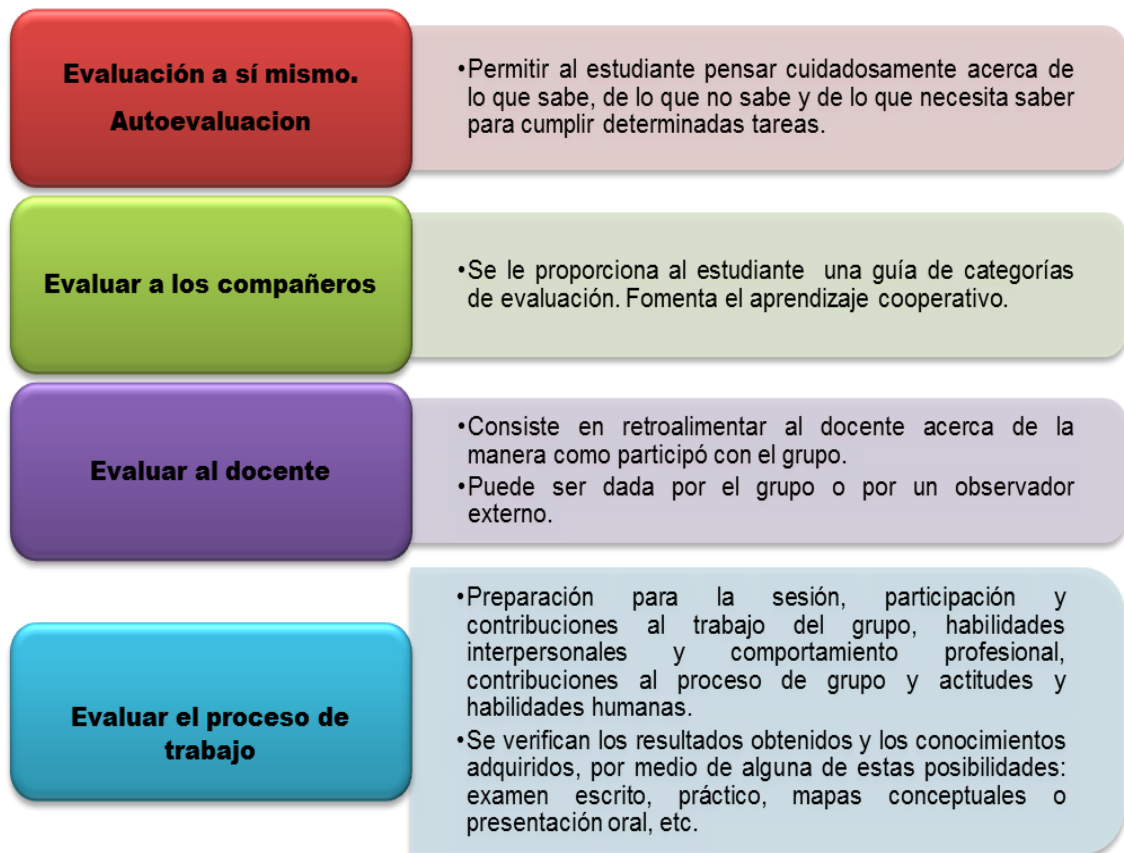 Evaluación a sí mismo.
Autoevaluacion
•Permitir al estudiante pensar cuidadosamente acerca de
lo que sabe, de lo que no sabe y de lo que necesita saber
para cumplir determinadas tareas.
Evaluar a los compañeros
•Se le proporciona al estudiante una guía de categorías
de evaluación. Fomenta el aprendizaje cooperativo.
Evaluar al docente
•Consiste en retroalimentar al docente acerca de la
manera como participó con el grupo.
•Puede ser dada por el grupo o por un observador
externo.
Evaluar el proceso de
trabajo
•Preparación para la sesión, participación y
contribuciones al trabajo del grupo, habilidades
interpersonales y comportamiento profesional,
contribuciones al proceso de grupo y actitudes y
habilidades humanas.
•Se verifican los resultados obtenidos y los conocimientos
adquiridos, por medio de alguna de estas posibilidades:
examen escrito, práctico, mapas conceptuales o
presentación oral, etc.